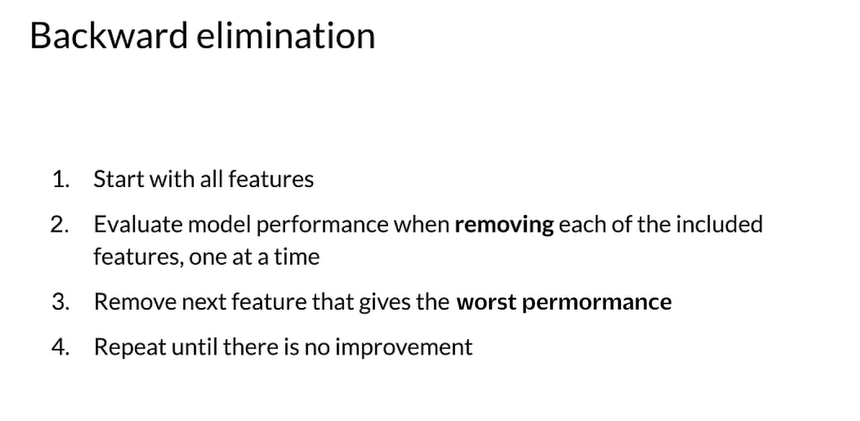 Backward elimination
1. Start with all features
2. Evaluate model performance when removing each of the included
features, one at a time
3. Remove next feature that gives the worst permormance
4. Repeat until there is no improvement